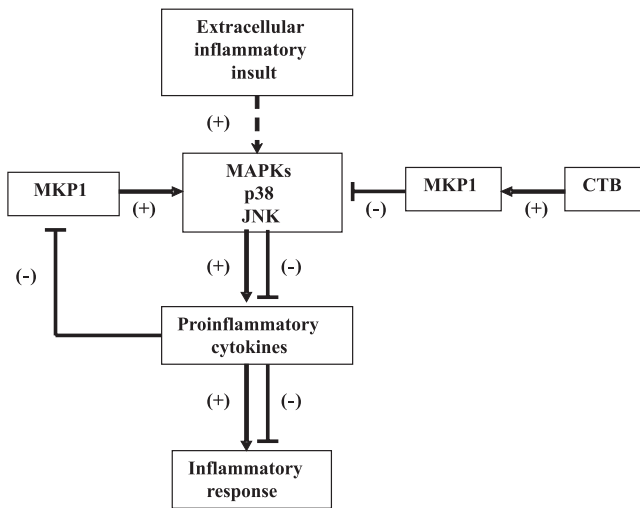 Extracellular
inflammatory
insult
(+)
MAPKs
p38
JNK
MKP1
(+)
MKP1
(-)
CTB
(+)
(+)
(-)
(-)
Proinflammatory
cytokines
(+)
(-)
Inflammatory
response